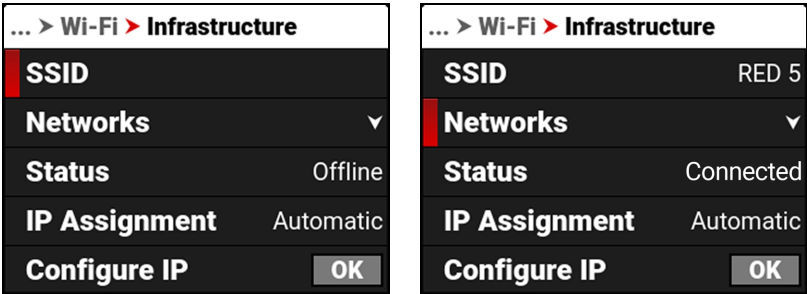 ... > Wi-Fi > Infrastructure
SSID
Networks
Status Offline
IP Assignment Automatic
Configure IP OK
... > Wi-Fi > Infrastructure
SSID RED 5
Networks
Status Connected
IP Assignment Automatic
Configure IP OK